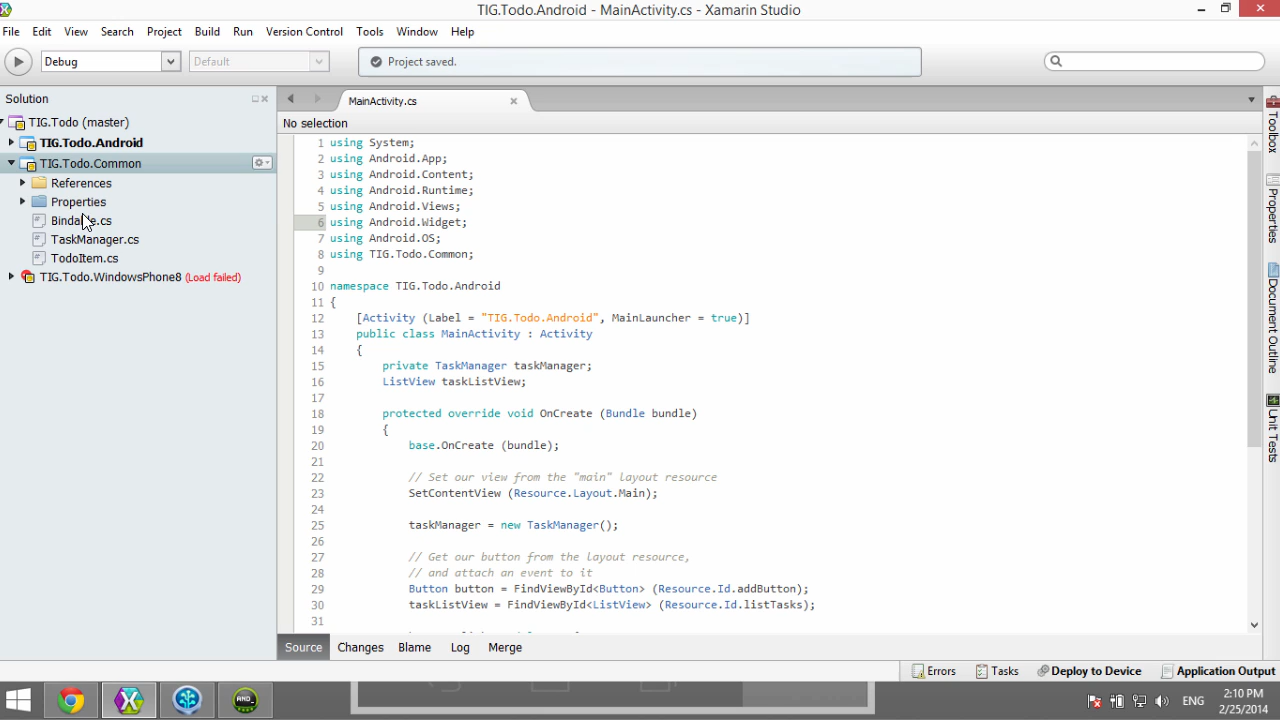 TIG.Todo.Android - MainActivity.cs - Xamarin Studio
File Edit View Search Project Build Run Version Control Tools Window Help
Debug Default Project saved.
Solution MainActivity.cs
No selection
TIG.Todo (master)
TIG.Todo.Android
TIG.Todo.Common
References
Properties
TaskManager.cs
TodoItem.cs
TIG.Todo.WindowsPhone8 (Load failed)
1 using System;
2 using Android.App;
3 using Android.Content;
4 using Android.Runtime;
5 using Android.Views;
6 using Android.Widget;
7 using Android.OS;
8 using TIG.Todo.Common;
9
10 namespace TIG.Todo.Android
11 {
12 [Activity (Label = "TIG.Todo.Android", MainLauncher = true)]
13 public class MainActivity : Activity
14 {
15 private TaskManager taskManager;
16 ListView taskListView;
17
18 protected override void OnCreate (Bundle bundle)
19 {
20 base.OnCreate (bundle);
21
22 // Set our view from the "main" layout resource
23 SetContentView (Resource.Layout.Main);
24
25 taskManager = new TaskManager();
26
27 // Get our button from the layout resource,
28 // and attach an event to it
29 Button button = FindViewById<Button> (Resource.Id.addButton);
30 taskListView = FindViewById<ListView> (Resource.Id.listTasks);
31
Source Changes Blame Log Merge
Toolbox
Properties
Document Outline
Unit Tests
Errors Tasks Deploy to Device Application Output
AND_
ENG
2:10 PM
2/25/2014